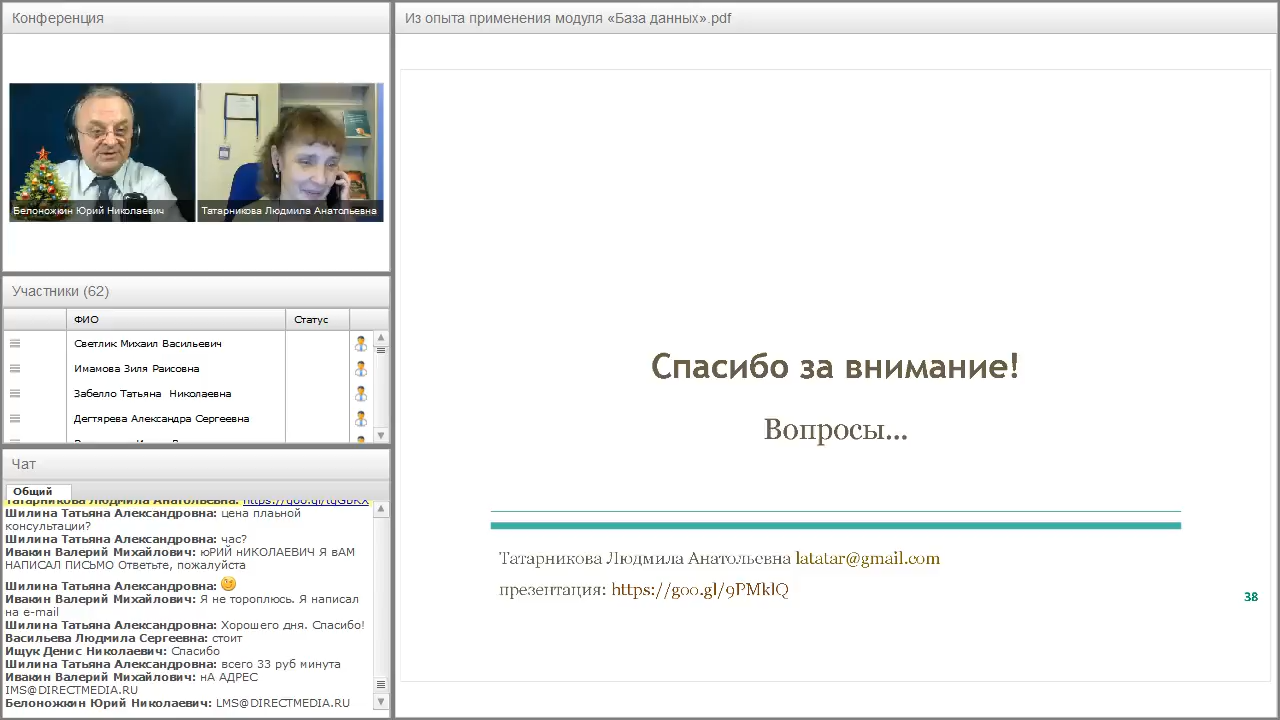 Конференция
Белоножкин Юрий Николаевич
Татарникова Людмила Анатольевна
Участники (62)
ФИО
Статус
Светлик Михаил Васильевич
Имамова Зиля Раисовна
Забелло Татьяна Николаевна
Дегтярева Александра Сергеевна
Чат
Общий
Татарникова Людмила Анатольевна:
Шилина Татьяна Александровна: цена плаьной
консультации?
Шилина Татьяна Александровна: час?
Ивакин Валерий Михайлович: юРИЙ нИКОЛАЕВИЧ Я вАМ
НАПИСАЛ ПИСЬМО Ответьте, пожалуйста
Шилина Татьяна Александровна:
Ивакин Валерий Михайлович: Я не тороплюсь. Я написал
на e-mail
Шилина Татьяна Александровна: Хорошего дня. Спасибо!
Васильева Людмила Сергеевна: стоит
Ищук Денис Николаевич: Спасибо
Шилина Татьяна Александровна: всего 33 руб минута
Ивакин Валерий Михайлович: нА АДРЕС
IMS@DIRECTMEDIA.RU
Белоножкин Юрий Николаевич: LMS@DIRECTMEDIA.RU
Из опыта применения модуля «База данных».pdf
Спасибо за внимание!
Вопросы...
Татарникова Людмила Анатольевна latatar@gmail.com
презентация: https://goo.gl/9PMklQ
38